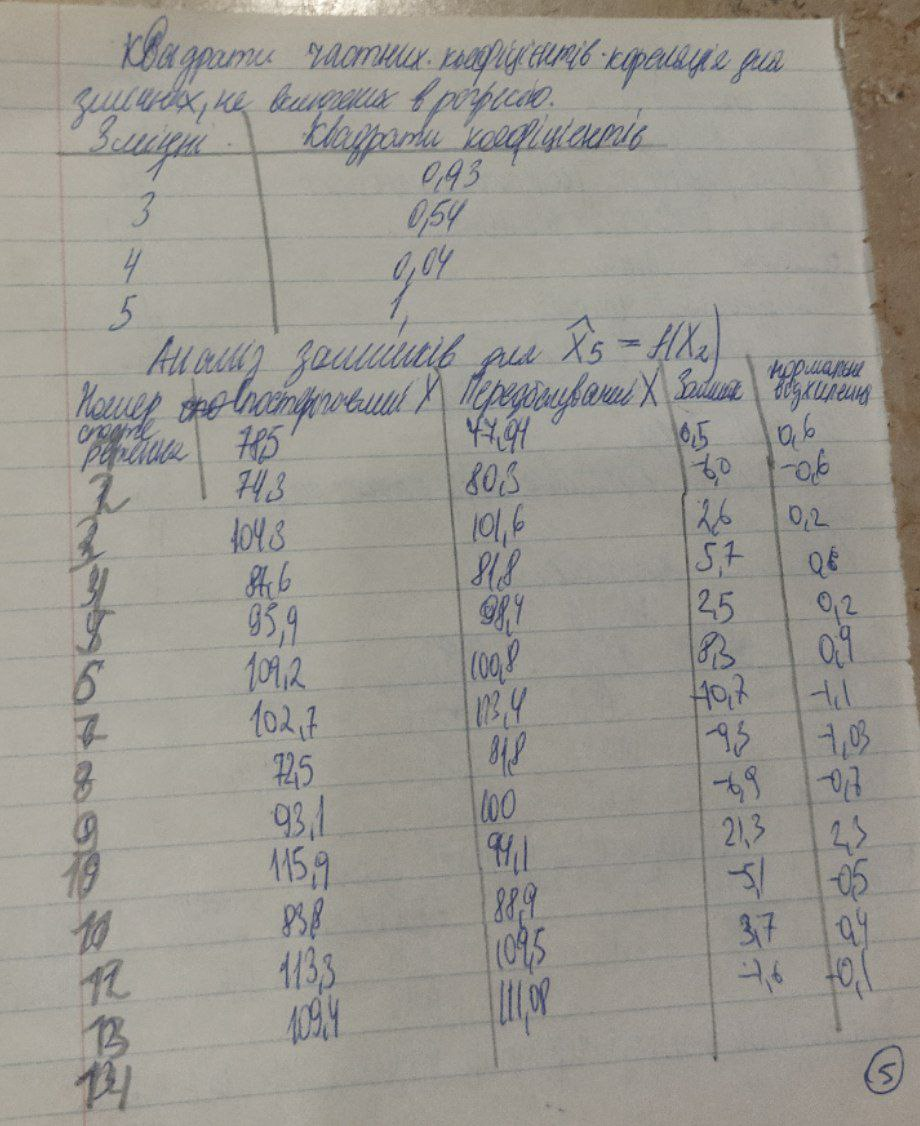 Квадрати частних коефіцієнтів кореляція для
змінних, не включених в регресію.
Змінні Квадрати коефіцієнтів
1 0,93
3 0,54
4 0,04
5 1
Аналіз залишків для X̂5 = f(X2)
Номер спостереження спостережений X Передбачуваний X Залишок нормальне відхилення
78,5 77,91 0,5 0,6
2 74,3 80,3 -6,0 -0,6
3 104,3 101,6 2,6 0,2
4 87,6 81,8 5,7 0,6
5 95,9 98,4 2,5 0,2
6 109,2 100,8 8,3 0,9
7 102,7 113,4 -10,7 -1,1
8 72,5 81,8 -9,3 -1,03
9 93,1 100 -6,9 -0,7
10 115,9 94,1 21,3 2,3
11 83,8 88,9 -5,1 -0,5
12 113,3 109,5 3,7 0,4
13 109,4 111,08 -1,6 -0,1
14
5